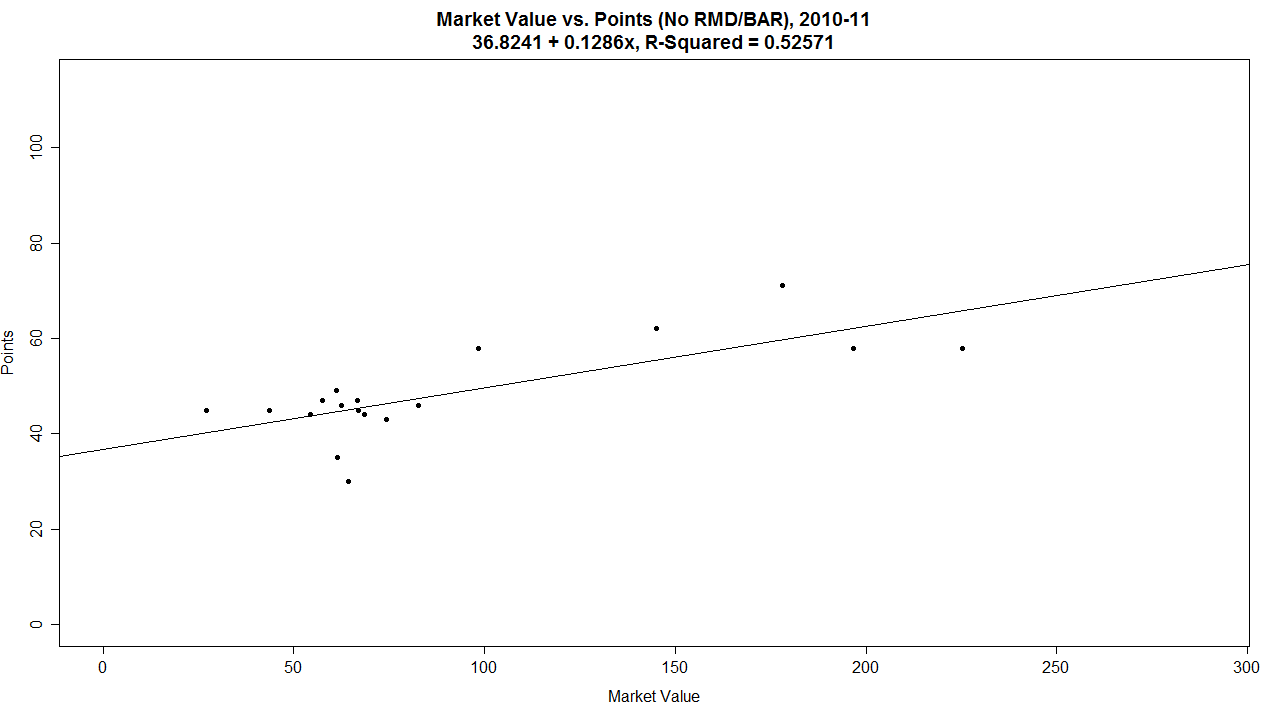 Market Value vs. Points (No RMD/BAR), 2010-11
36.8241 + 0.1286x, R-Squared = 0.52571
Points
100
80
60
40
20
0
0 50 100 150 200 250 300
Market Value